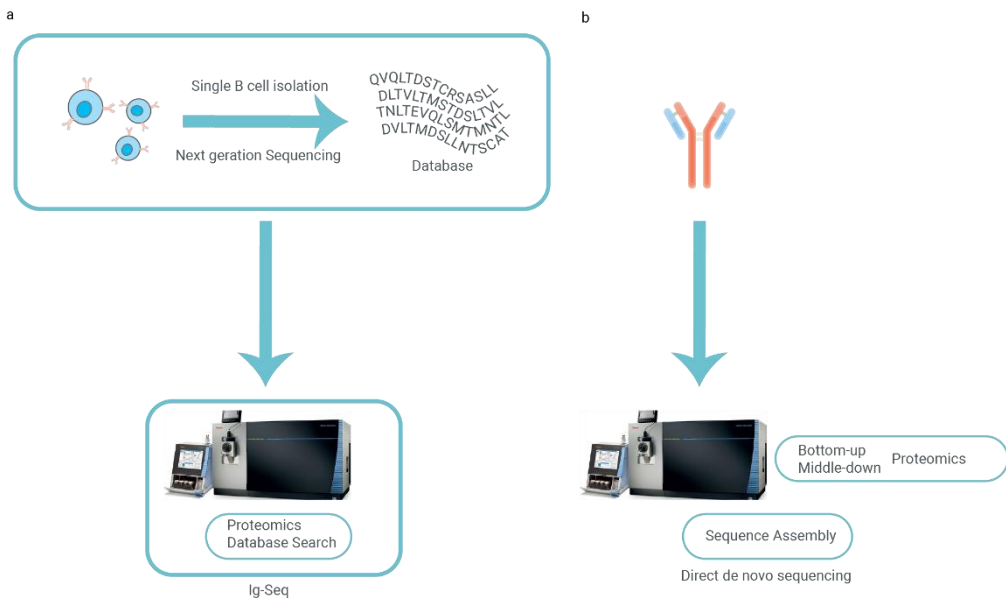 a
b
Single B cell isolation
Next geration Sequencing
QVQLTDSTCRSASLL
DLTVLTMSTDSLTVL
TNLTEVQLSMTMNTL
DVLTMDSLLNTSCAT
Database
Proteomics
Database Search
Ig-Seq
Bottom-up
Middle-down Proteomics
Sequence Assembly
Direct de novo sequencing